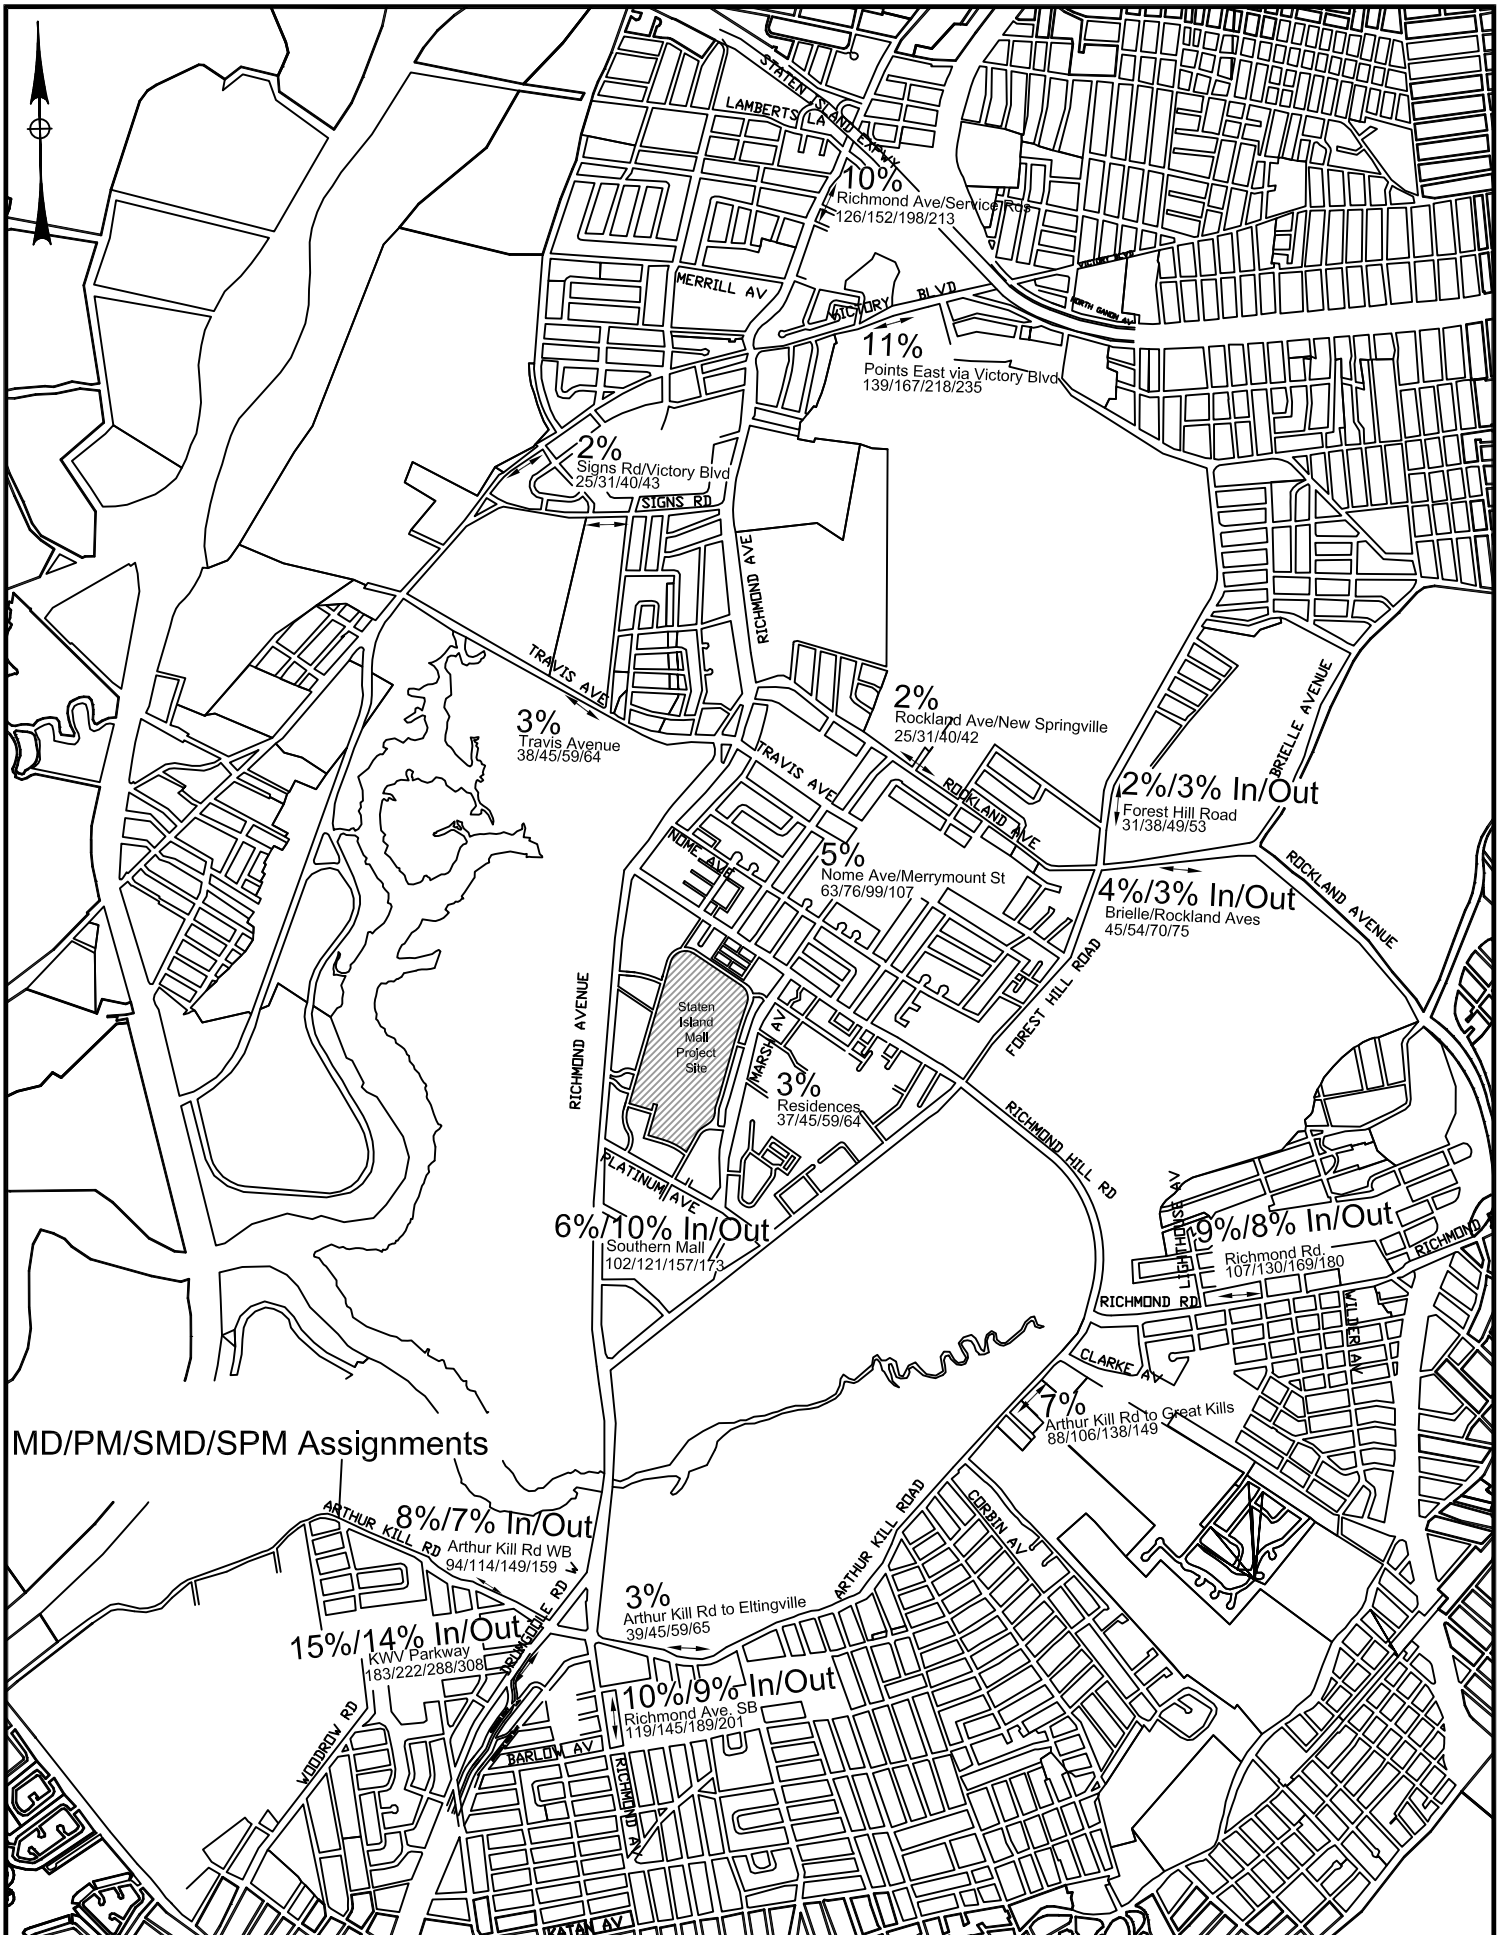 STATEN ISLAND EXPWY
LAMBERTS LA
10%
Richmond Ave/Service Rds
126/152/198/213
VICTORY BLVD
MERRILL AV
VICTORY BLVD
NORTH GANON AV
11%
Points East via Victory Blvd
139/167/218/235
2%
Signs Rd/Victory Blvd
25/31/40/43
SIGNS RD
RICHMOND AVE
TRAVIS AVE
2%
Rockland Ave/New Springville
25/31/40/42
3%
Travis Avenue
38/45/59/64
BRIELLE AVENUE
TRAVIS AVE
ROCKLAND AVE
2%/3% In/Out
Forest Hill Road
31/38/49/53
NOME AVE
5%
Nome Ave/Merrymount St
63/76/99/107
ROCKLAND AVENUE
4%/3% In/Out
Brielle/Rockland Aves
45/54/70/75
FOREST HILL ROAD
RICHMOND AVENUE
Staten
Island
Mall
Project
Site
MARSH AV
3%
Residences
37/45/59/64
RICHMOND HILL RD
PLATINUM AVE
LIGHTHOUSE AV
6%/10% In/Out
Southern Mall
102/121/157/173
9%/8% In/Out
Richmond Rd.
107/130/169/180
RICHMOND
RICHMOND RD
WILDER AV
CLARKE AV
7%
Arthur Kill Rd to Great Kills
88/106/138/149
MD/PM/SMD/SPM Assignments
ARTHUR KILL RD
8%/7% In/Out
Arthur Kill Rd WB
94/114/149/159
ARTHUR KILL ROAD
CORBIN AV
DRUMGOOLE RD W
3%
Arthur Kill Rd to Eltingville
39/45/59/65
15%/14% In/Out
KWV Parkway
183/222/288/308
10%/9% In/Out
Richmond Ave. SB
119/145/189/201
WOODROW RD
BARLOW AV
RICHMOND AV
KATAN AV